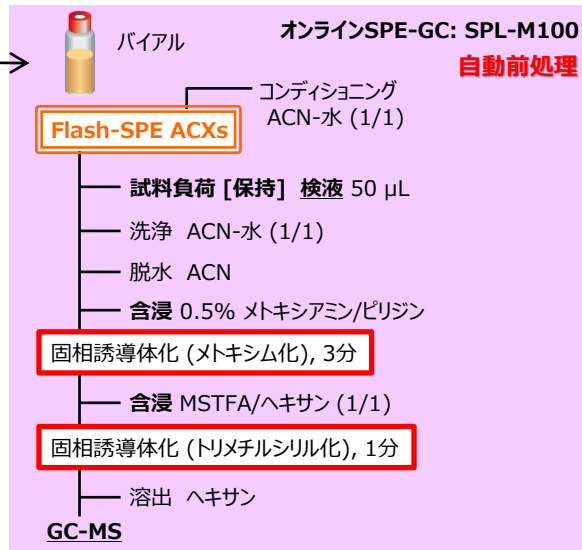 バイアル
オンラインSPE-GC: SPL-M100
自動前処理
コンディショニング
ACN-水 (1/1)
Flash-SPE ACXs
試料負荷 [保持] 検液 50 µL
洗浄 ACN-水 (1/1)
脱水 ACN
含浸 0.5% メトキシアミン/ピリジン
固相誘導体化 (メトキシム化), 3分
含浸 MSTFA/ヘキサン (1/1)
固相誘導体化 (トリメチルシリル化), 1分
溶出 ヘキサン
GC-MS